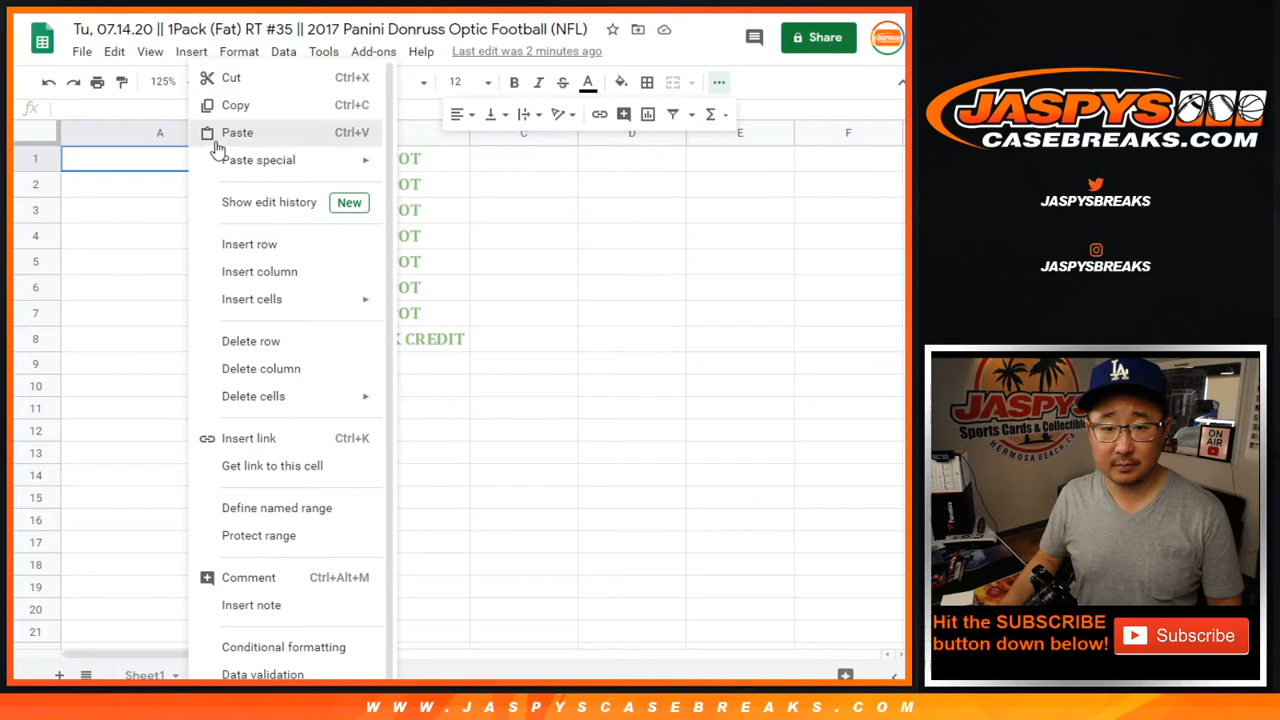 Tu, 07.14.20 || 1Pack (Fat) RT #35 || 2017 Panini Donruss Optic Football (NFL)
File Edit View Insert Format Data Tools Add-ons Help Last edit was 2 minutes ago
Share
125% 12 B I S A
fx
A C D E F
Cut Ctrl+X
Copy Ctrl+C
Paste Ctrl+V
Paste special
Show edit history New
Insert row
Insert column
Insert cells
Delete row
Delete column
Delete cells
Insert link Ctrl+K
Get link to this cell
Define named range
Protect range
Comment Ctrl+Alt+M
Insert note
Conditional formatting
Data validation
1 OT
2 OT
3 OT
4 OT
5 OT
6 OT
7 OT
8 K CREDIT
9
10
11
12
13
14
15
16
17
18
19
20
21
Sheet1
JASPYS
CASEBREAKS.COM
JASPYSBREAKS
JASPYSBREAKS
JASPYS
Sports Cards & Collectibles
HERMOSA BEACH, CA
LA
ON AIR
Fanatics
Hit the SUBSCRIBE
button down below!
Subscribe
WWW.JASPYSCASEBREAKS.COM